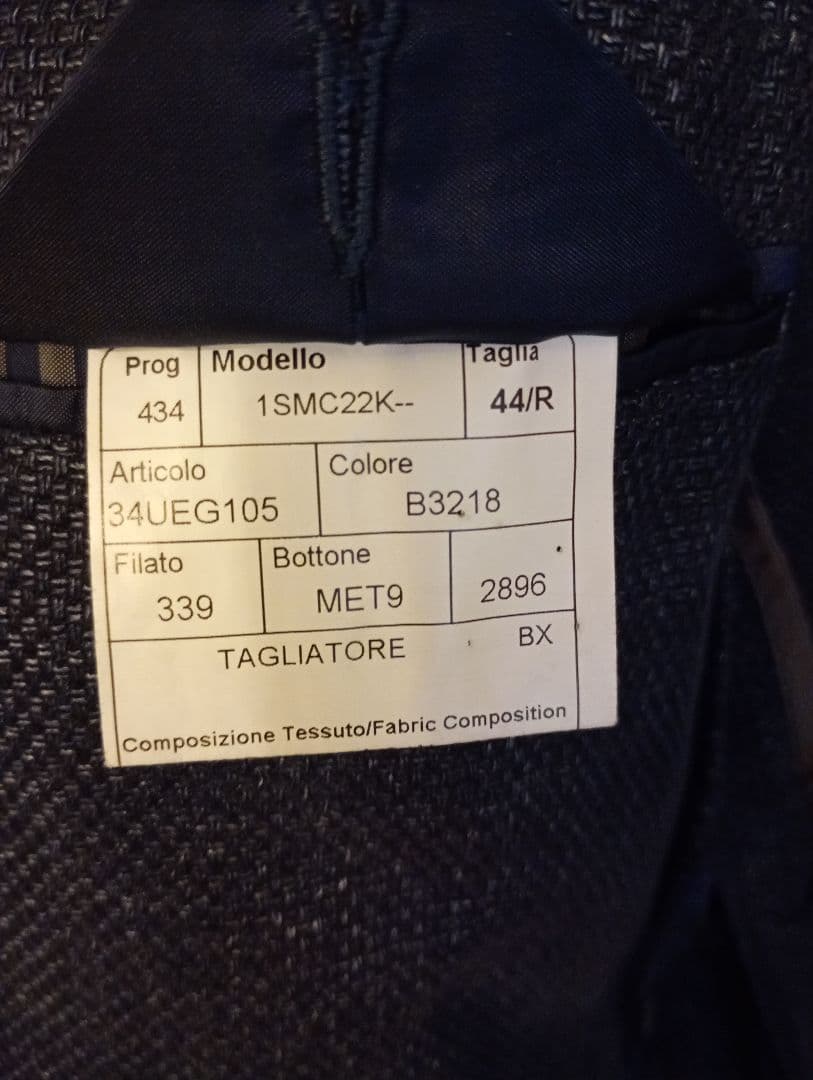 Prog Modello Taglia
434 1SMC22K-- 44/R
Articolo Colore
34UEG105 B3218
Filato Bottone
339 MET9 2896
TAGLIATORE BX
Composizione Tessuto/Fabric Composition